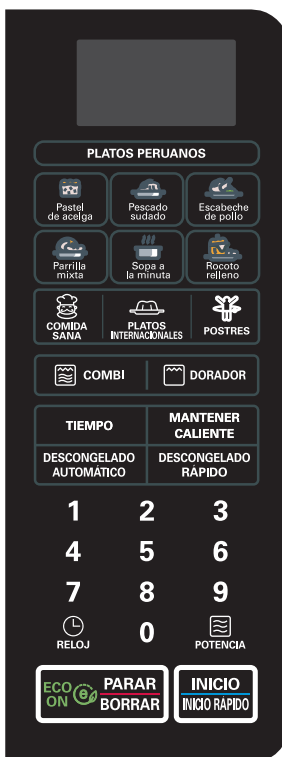 PLATOS PERUANOS
Pastel
de acelga
Pescado
sudado
Escabeche
de pollo
Parrilla
mixta
Sopa a
la minuta
Rocoto
relleno
COMIDA
SANA
PLATOS
INTERNACIONALES
POSTRES
COMBI
DORADOR
TIEMPO
MANTENER
CALIENTE
DESCONGELADO
AUTOMÁTICO
DESCONGELADO
RÁPIDO
1 2 3
4 5 6
7 8 9
RELOJ
0
POTENCIA
ECO
ON
e
PARAR
BORRAR
INICIO
INICIO RÁPIDO